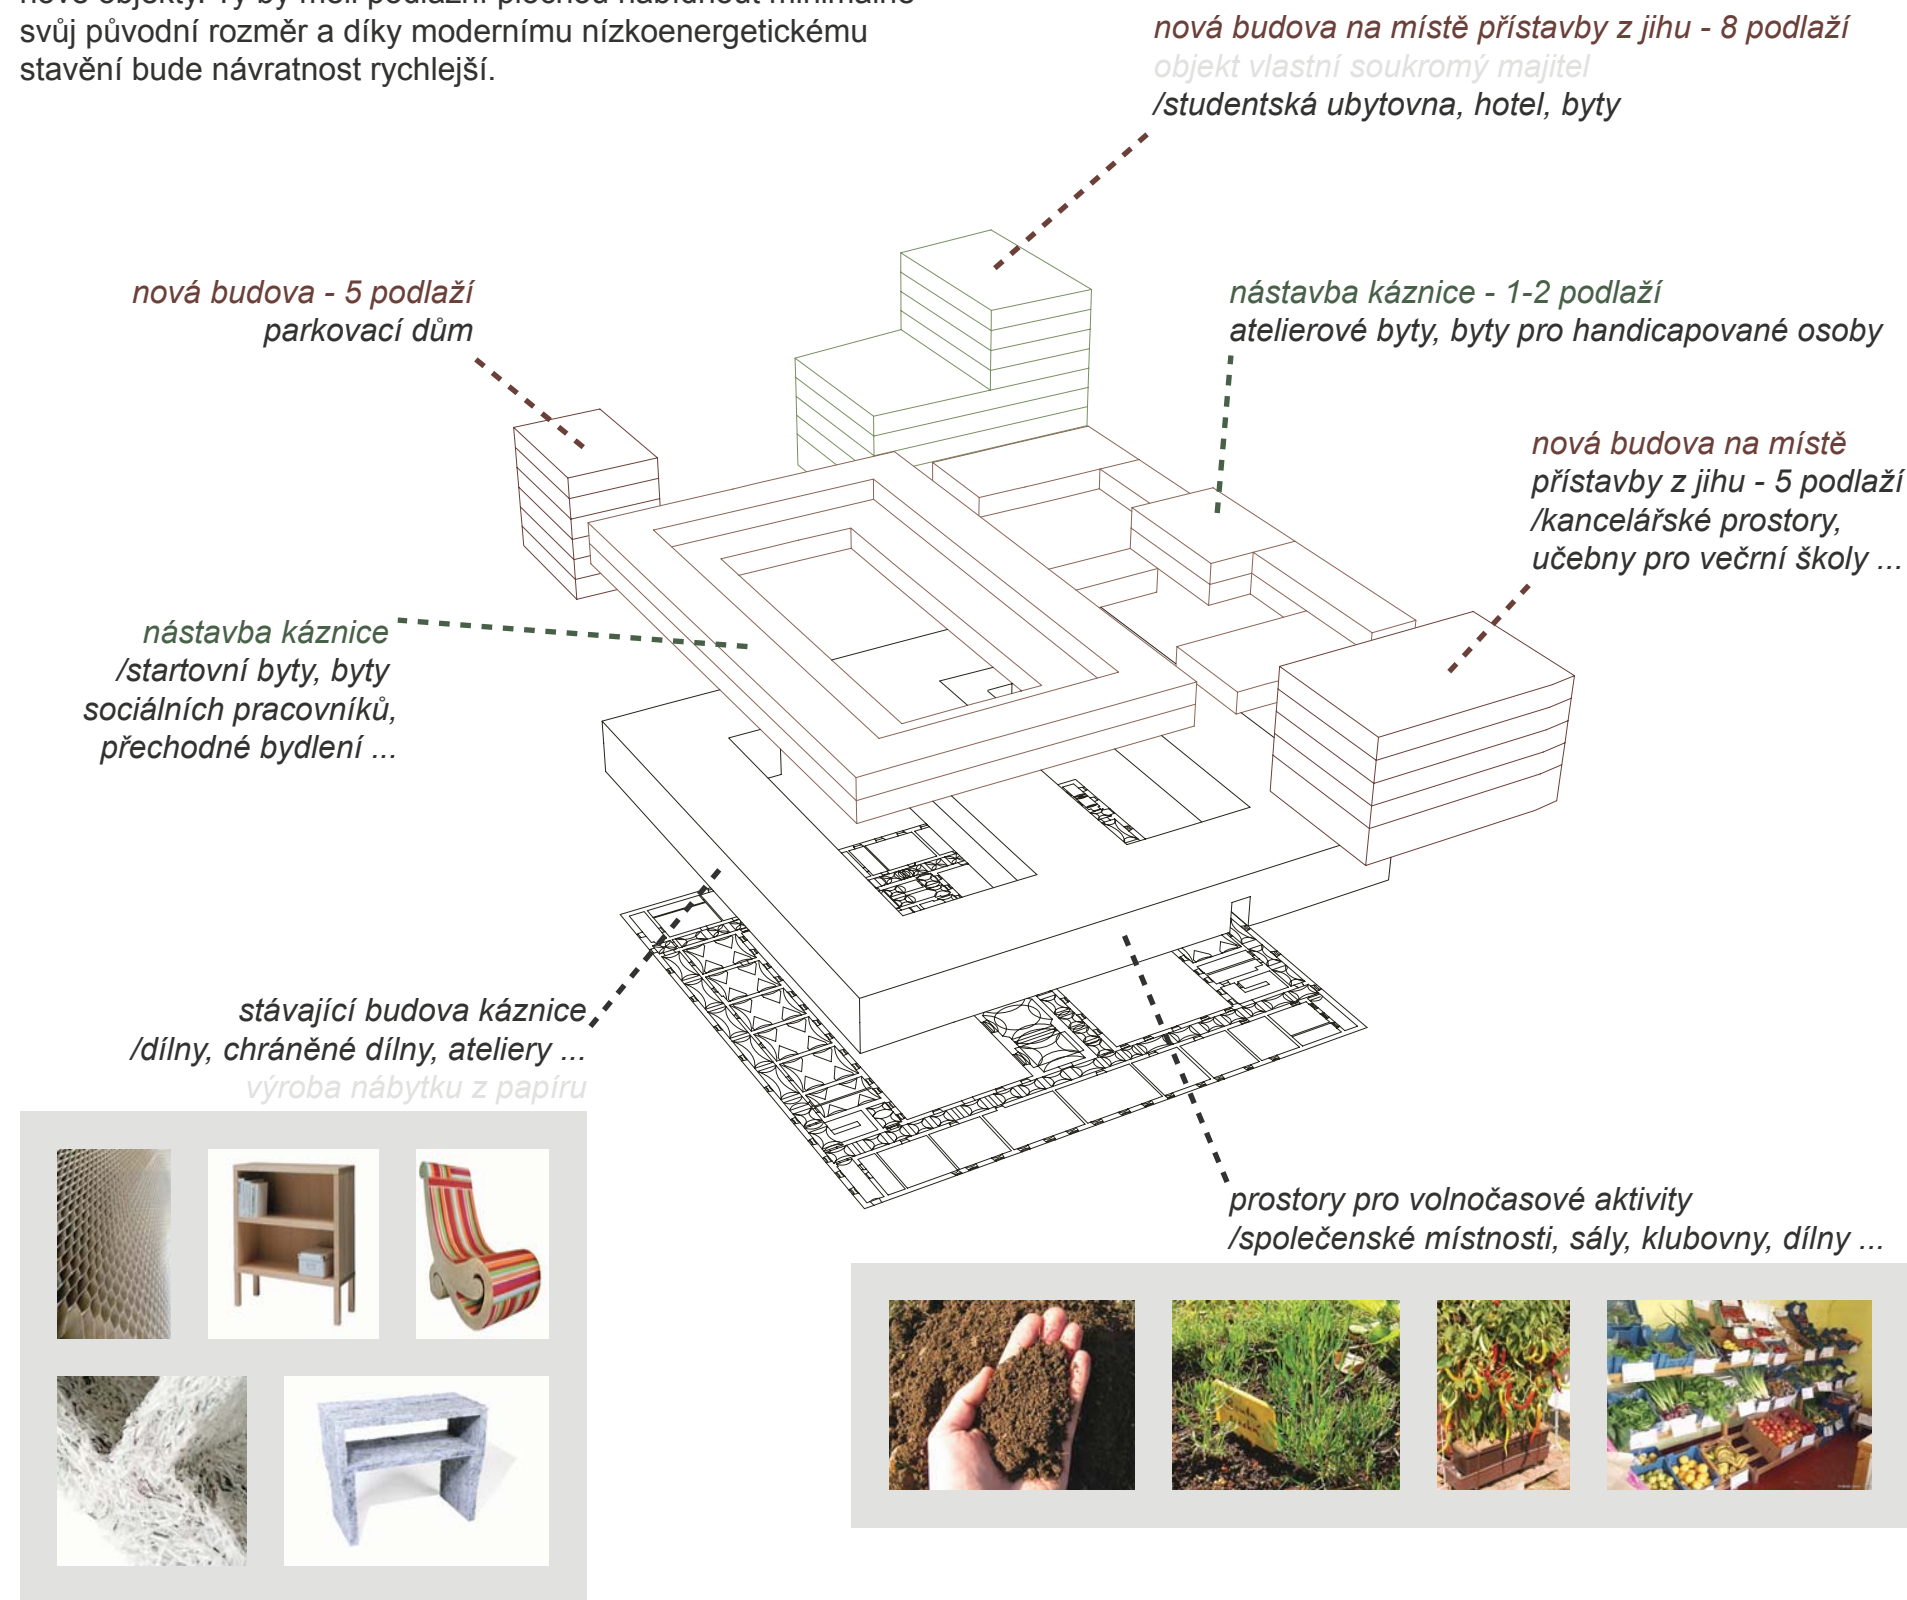 svůj původní rozměr a díky modernímu nízkoenergetickému
stavění bude návratnost rychlejší.
nová budova na místě přístavby z jihu - 8 podlaží
objekt vlastní soukromý majitel
/studentská ubytovna, hotel, byty
nová budova - 5 podlaží
parkovací dům
nástavba káznice - 1-2 podlaží
atelierové byty, byty pro handicapované osoby
nová budova na místě
přístavby z jihu - 5 podlaží
/kancelářské prostory,
učebny pro večrní školy ...
nástavba káznice
/startovní byty, byty
sociálních pracovníků,
přechodné bydlení ...
stávající budova káznice
/dílny, chráněné dílny, ateliery ...
výroba nábytku z papíru
prostory pro volnočasové aktivity
/společenské místnosti, sály, klubovny, dílny ...